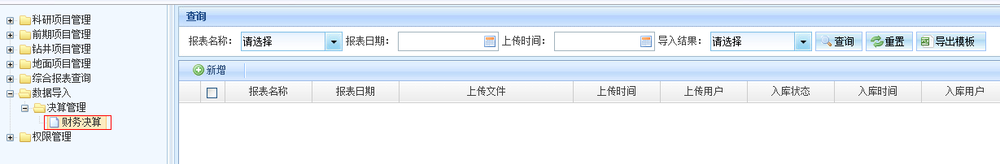 科研项目管理
前期项目管理
钻井项目管理
地面项目管理
综合报表查询
数据导入
决算管理
财务决算
权限管理
查询
报表名称： 请选择 报表日期： 上传时间： 导入结果： 请选择 查询 重置 导出模板
新增
报表名称 报表日期 上传文件 上传时间 上传用户 入库状态 入库时间 入库用户